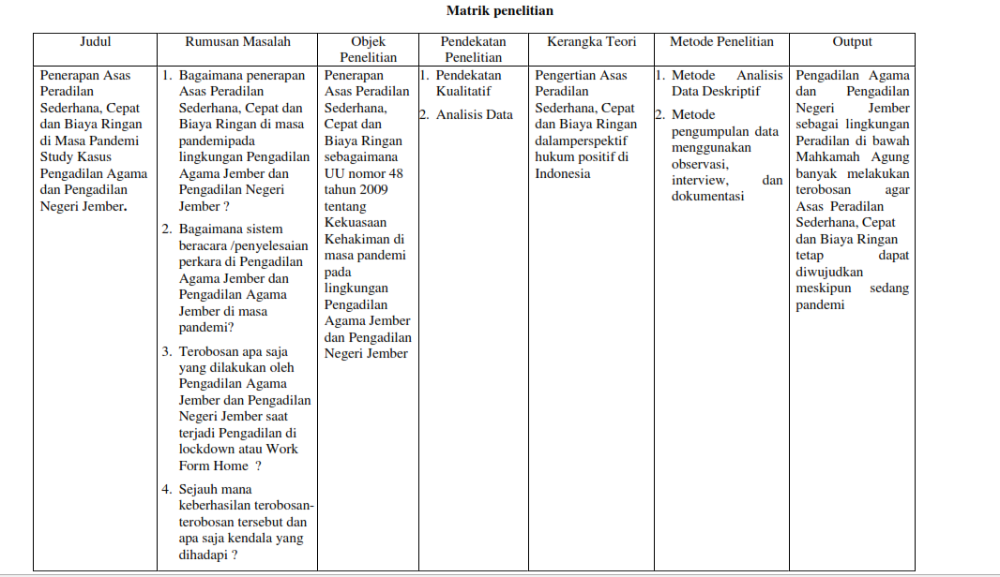 Matrik penelitian
Judul
Rumusan Masalah
Objek
Penelitian
Pendekatan
Penelitian
Kerangka Teori
Metode Penelitian
Output
Penerapan Asas
Peradilan
Sederhana, Cepat
dan Biaya Ringan
di Masa Pandemi
Study Kasus
Pengadilan Agama
dan Pengadilan
Negeri Jember.
1. Bagaimana penerapan
Asas Peradilan
Sederhana, Cepat dan
Biaya Ringan di masa
pandemipada
lingkungan Pengadilan
Agama Jember dan
Pengadilan Negeri
Jember ?
2. Bagaimana sistem
beracara /penyelesaian
perkara di Pengadilan
Agama Jember dan
Pengadilan Agama
Jember di masa
pandemi?
3. Terobosan apa saja
yang dilakukan oleh
Pengadilan Agama
Jember dan Pengadilan
Negeri Jember saat
terjadi Pengadilan di
lockdown atau Work
Form Home ?
4. Sejauh mana
keberhasilan terobosan-
terobosan tersebut dan
apa saja kendala yang
dihadapi ?
Penerapan
Asas Peradilan
Sederhana,
Cepat dan
Biaya Ringan
sebagaimana
UU nomor 48
tahun 2009
tentang
Kekuasaan
Kehakiman di
masa pandemi
pada
lingkungan
Pengadilan
Agama Jember
dan Pengadilan
Negeri Jember
1. Pendekatan
Kualitatif
2. Analisis Data
Pengertian Asas
Peradilan
Sederhana, Cepat
dan Biaya Ringan
dalamperspektif
hukum positif di
Indonesia
1. Metode Analisis
Data Deskriptif
2. Metode
pengumpulan data
menggunakan
observasi,
interview, dan
dokumentasi
Pengadilan Agama
dan Pengadilan
Negeri Jember
sebagai lingkungan
Peradilan di bawah
Mahkamah Agung
banyak melakukan
terobosan agar
Asas Peradilan
Sederhana, Cepat
dan Biaya Ringan
tetap dapat
diwujudkan
meskipun sedang
pandemi